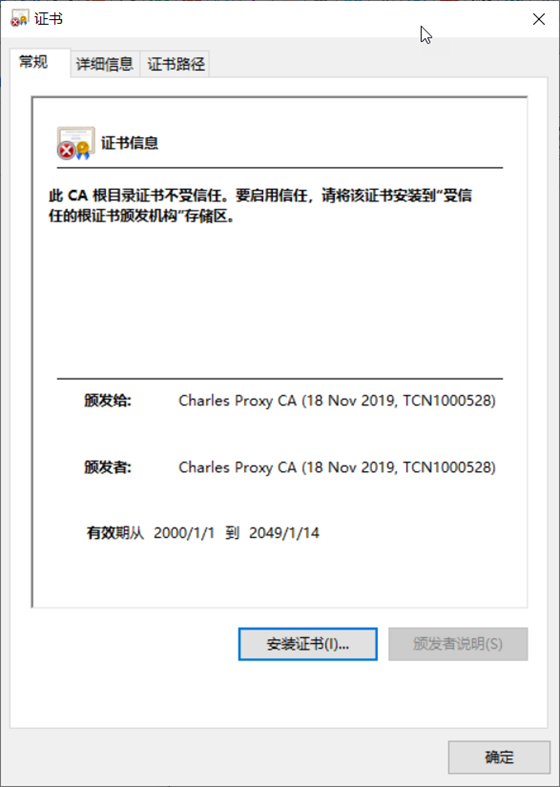 证书
常规 详细信息 证书路径
证书信息
此 CA 根目录证书不受信任。要启用信任，请将该证书安装到"受信
任的根证书颁发机构"存储区。
颁发给: Charles Proxy CA (18 Nov 2019, TCN1000528)
颁发者: Charles Proxy CA (18 Nov 2019, TCN1000528)
有效期从 2000/1/1 到 2049/1/14
安装证书(I)... 颁发者说明(S)
确定